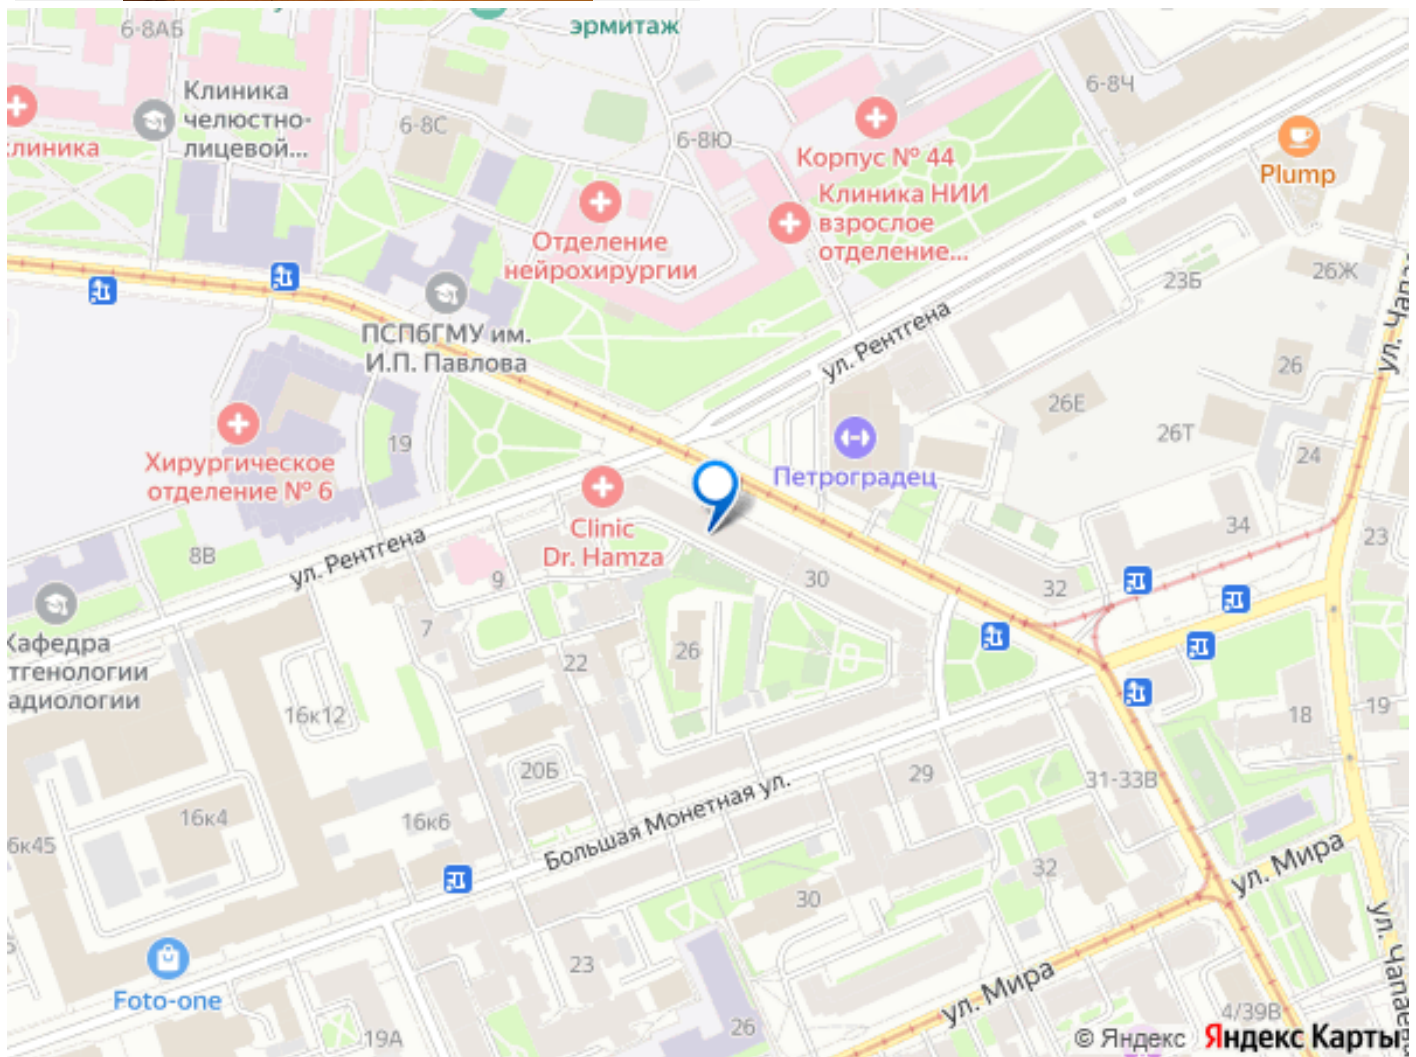 6-8АБ
эрмитаж
6-8Ч
Клиника
челюстно-
лицевой...
6-8С
6-8Ю
Корпус № 44
Plump
клиника
Клиника НИИ
взрослое
отделение...
Отделение
нейрохирургии
23Б
26Ж
ул. Рентгена
ПСПбГМУ им.
И.П. Павлова
26
26Е
26Т
24
19
Петроградец
Хирургическое
отделение № 6
34
23
Clinic
Dr. Hamza
8В
ул. Рентгена
9
30
32
7
26
22
Кафедра
тгенологии
адиологии
16к12
18
19
20Б
29
31-33В
Большая Монетная ул.
16к4
16к6
6к45
32
ул. Мира
30
23
ул. Мира
Foto-one
26
19А
4/39В
ул. Чапае
ул. Чапа
© Яндекс Яндекс Карты